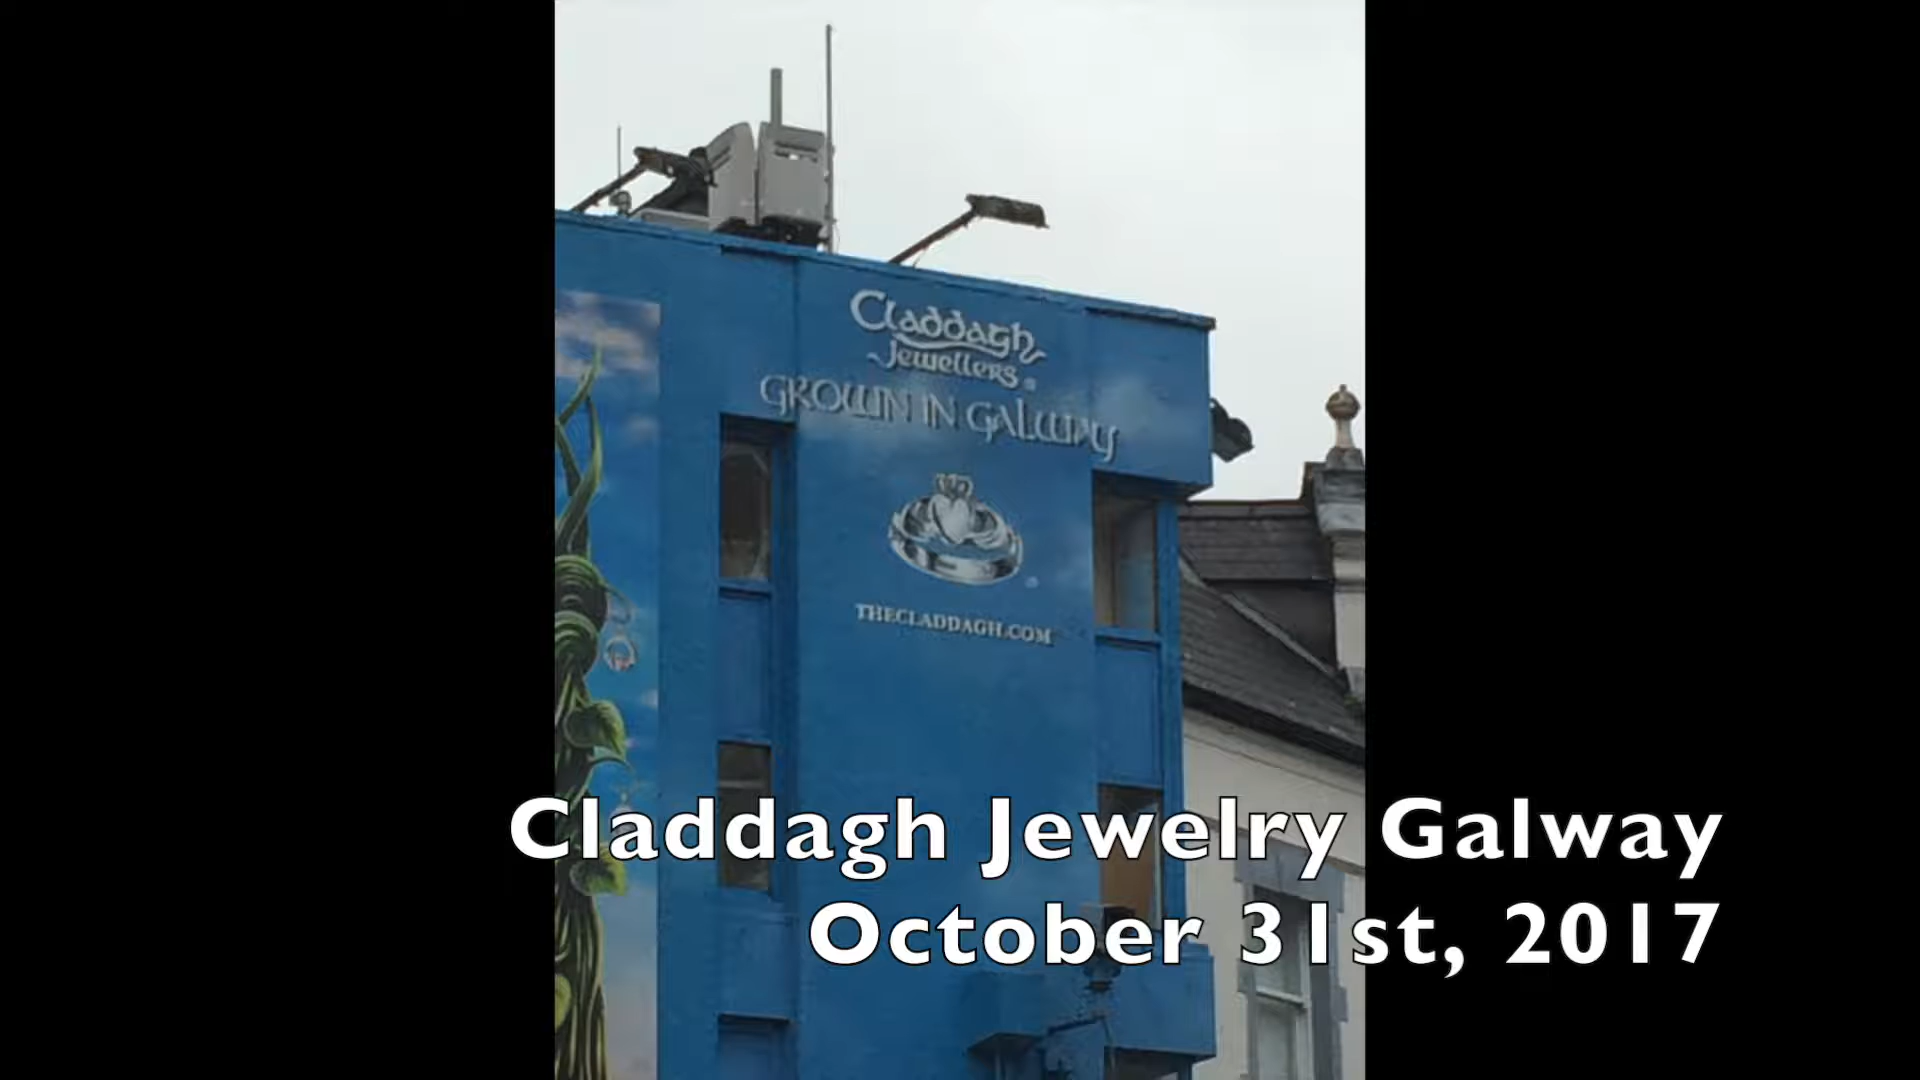 Claddagh
Jewellers
GROWN IN GALWAY
THECLADDAGH.COM
Claddagh Jewelry Galway
October 31st, 2017